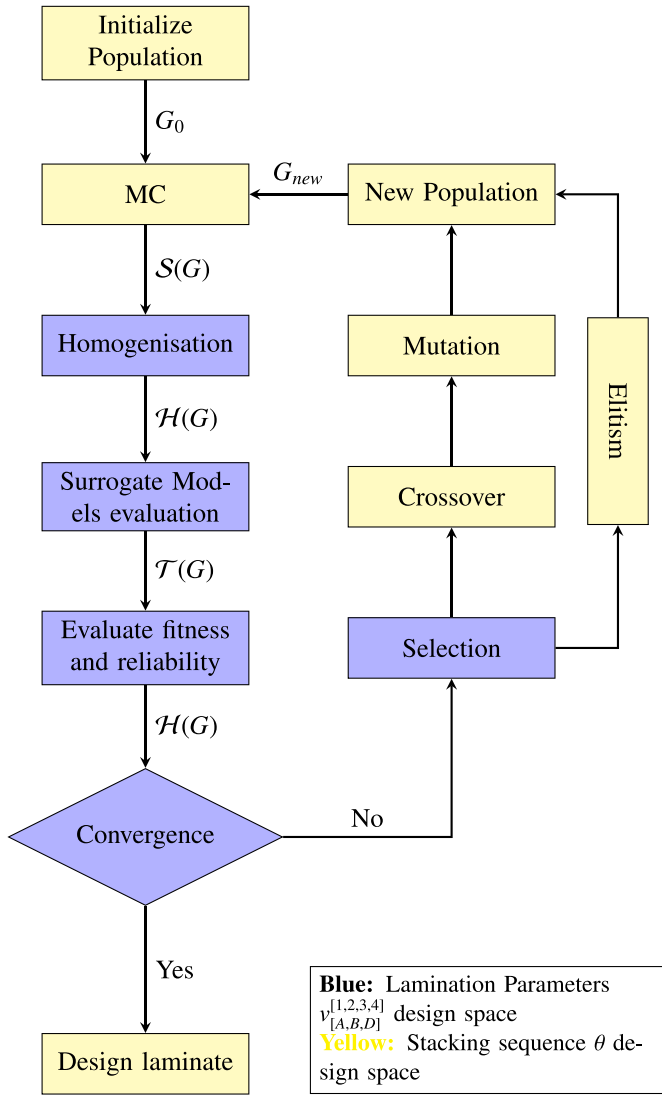 Initialize
Population
G₀
MC
G_{new}
New Population
S(G)
Homogenisation
Mutation
Elitism
H(G)
Surrogate Mod-
els evaluation
Crossover
T(G)
Evaluate fitness
and reliability
Selection
H(G)
Convergence
No
Yes
Design laminate
Blue: Lamination Parameters
v^{[1,2,3,4]}_{[A,B,D]} design space
Yellow: Stacking sequence θ de-
sign space